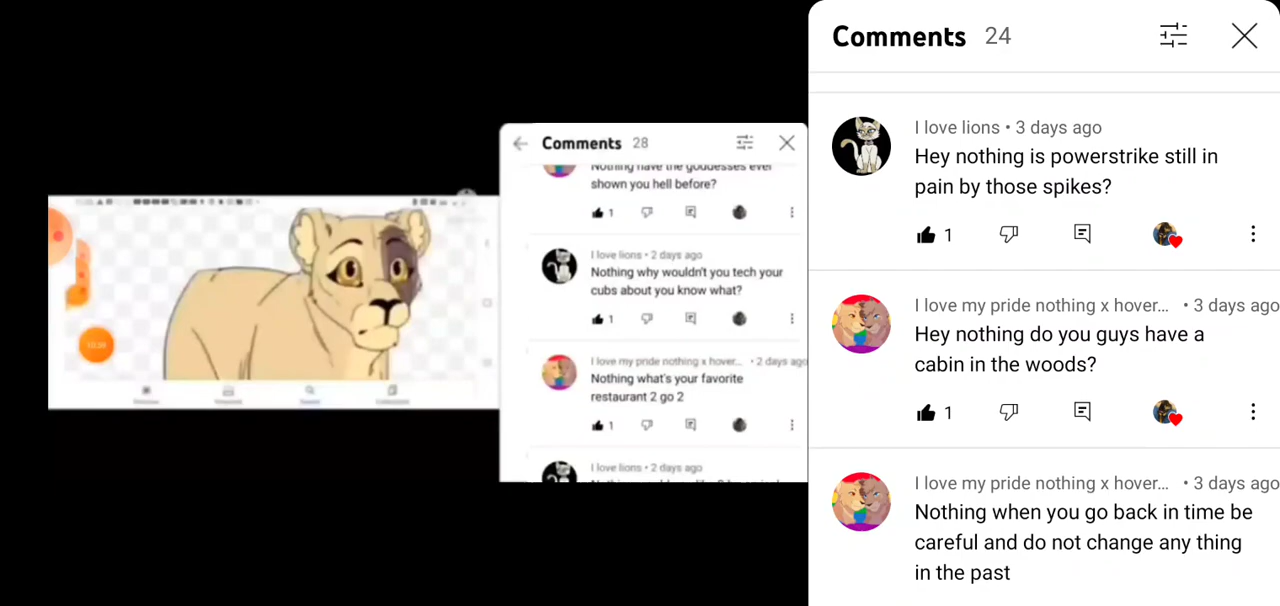 Comments 28
Nothing have the goddesses ever
shown you hell before?
1
I love lions • 2 days ago
Nothing why wouldn't you tech your
cubs about you know what?
1
I love my pride nothing x hover... • 2 days ago
Nothing what's your favorite
restaurant 2 go 2
1
I love lions • 2 days ago
Comments 24
I love lions • 3 days ago
Hey nothing is powerstrike still in
pain by those spikes?
1
I love my pride nothing x hover... • 3 days ago
Hey nothing do you guys have a
cabin in the woods?
1
I love my pride nothing x hover... • 3 days ago
Nothing when you go back in time be
careful and do not change any thing
in the past